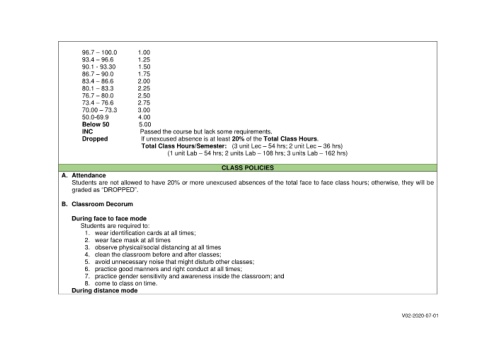 96.7 – 100.0 1.00
93.4 – 96.6 1.25
90.1 - 93.30 1.50
86.7 – 90.0 1.75
83.4 – 86.6 2.00
80.1 – 83.3 2.25
76.7 – 80.0 2.50
73.4 – 76.6 2.75
70.00 – 73.3 3.00
50.0-69.9 4.00
Below 50 5.00
INC Passed the course but lack some requirements.
Dropped If unexcused absence is at least 20% of the Total Class Hours.
Total Class Hours/Semester: (3 unit Lec – 54 hrs; 2 unit Lec – 36 hrs)
(1 unit Lab – 54 hrs; 2 units Lab – 108 hrs; 3 units Lab – 162 hrs)
CLASS POLICIES
A. Attendance
Students are not allowed to have 20% or more unexcused absences of the total face to face class hours; otherwise, they will be
graded as "DROPPED".
B. Classroom Decorum
During face to face mode
Students are required to:
1. wear identification cards at all times;
2. wear face mask at all times
3. observe physical/social distancing at all times
4. clean the classroom before and after classes;
5. avoid unnecessary noise that might disturb other classes;
6. practice good manners and right conduct at all times;
7. practice gender sensitivity and awareness inside the classroom; and
8. come to class on time.
During distance mode
V02-2020-07-01